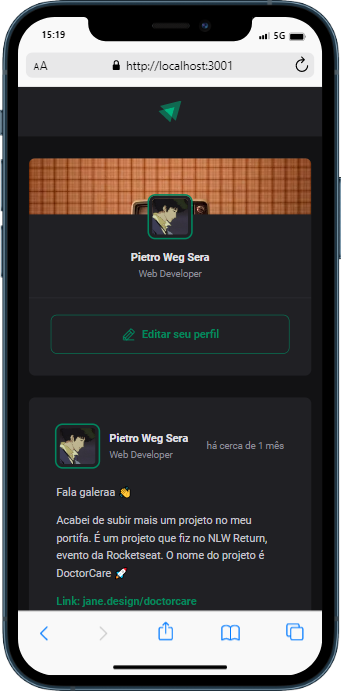 15:19
5G
AA
http://localhost:3001
Pietro Weg Sera
Web Developer
Editar seu perfil
Pietro Weg Sera
Web Developer
há cerca de 1 mês
Fala galeraa 👋
Acabei de subir mais um projeto no meu
portifa. É um projeto que fiz no NLW Return,
evento da Rocketseat. O nome do projeto é
DoctorCare 🚀
Link: jane.design/doctorcare